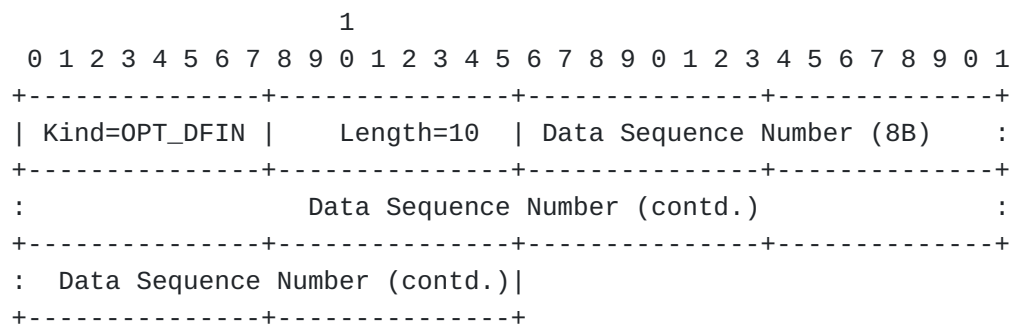 1
 0 1 2 3 4 5 6 7 8 9 0 1 2 3 4 5 6 7 8 9 0 1 2 3 4 5 6 7 8 9 0 1
+---------------+---------------+---------------+--------------+
| Kind=OPT_DFIN |    Length=10  | Data Sequence Number (8B)    :
+---------------+---------------+---------------+--------------+
:                  Data Sequence Number (contd.)               :
+---------------+---------------+---------------+--------------+
:  Data Sequence Number (contd.)|
+---------------+---------------+